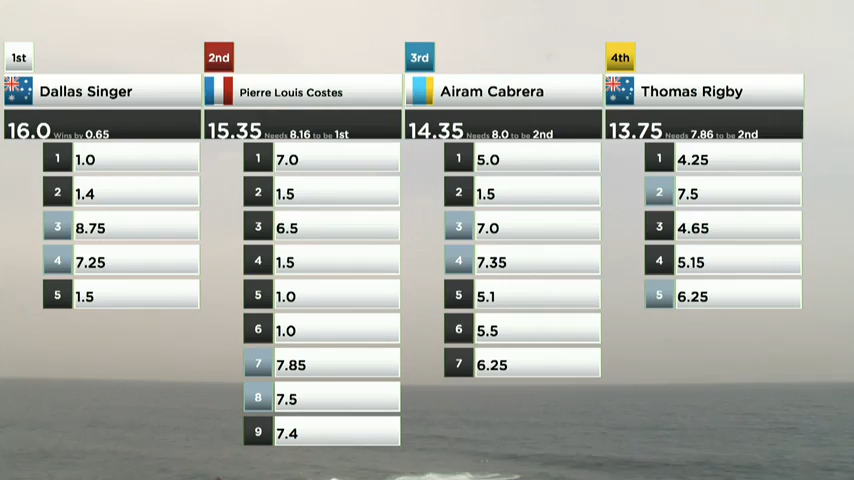 1st
Dallas Singer
16.0 Wins by 0.65
1 1.0
2 1.4
3 8.75
4 7.25
5 1.5
2nd
Pierre Louis Costes
15.35 Needs 8.16 to be 1st
1 7.0
2 1.5
3 6.5
4 1.5
5 1.0
6 1.0
7 7.85
8 7.5
9 7.4
3rd
Airam Cabrera
14.35 Needs 8.0 to be 2nd
1 5.0
2 1.5
3 7.0
4 7.35
5 5.1
6 5.5
7 6.25
4th
Thomas Rigby
13.75 Needs 7.86 to be 2nd
1 4.25
2 7.5
3 4.65
4 5.15
5 6.25